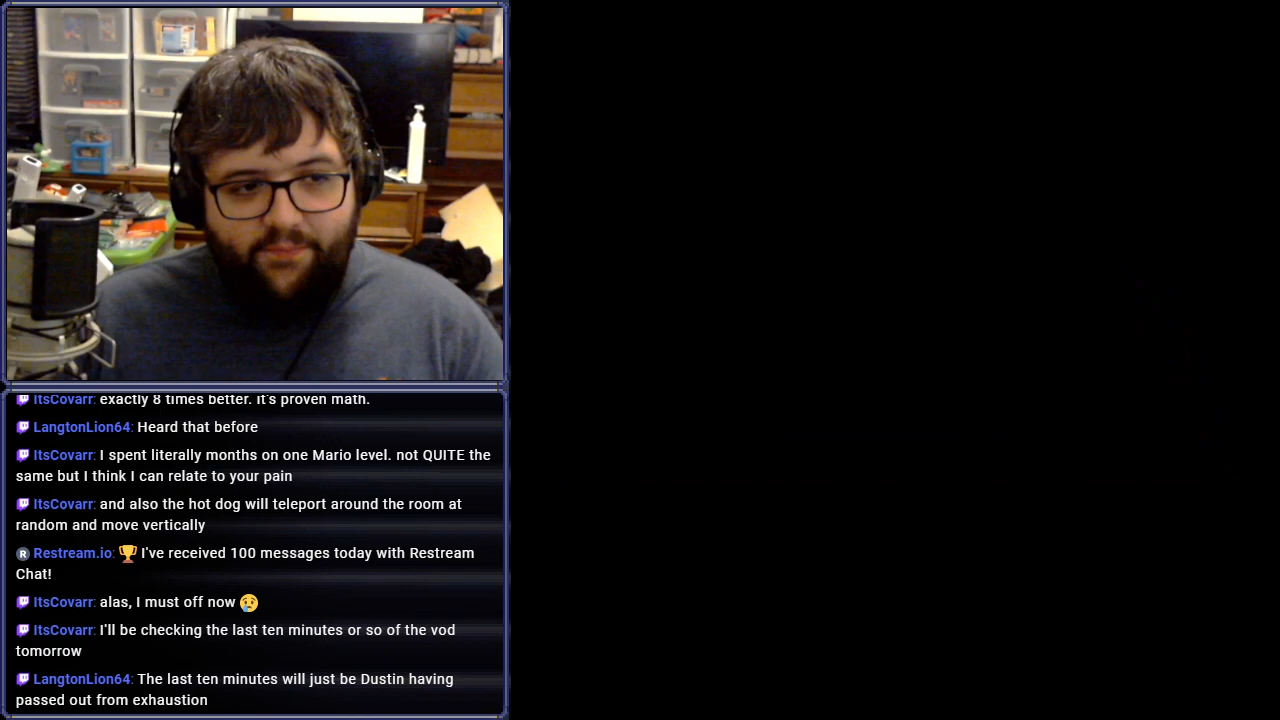 ItsCovarr: exactly 8 times better. it's proven math.
LangtonLion64: Heard that before
ItsCovarr: I spent literally months on one Mario level. not QUITE the
same but I think I can relate to your pain
ItsCovarr: and also the hot dog will teleport around the room at
random and move vertically
Restream.io: 🏆 I've received 100 messages today with Restream
Chat!
ItsCovarr: alas, I must off now 😢
ItsCovarr: I'll be checking the last ten minutes or so of the vod
tomorrow
LangtonLion64: The last ten minutes will just be Dustin having
passed out from exhaustion